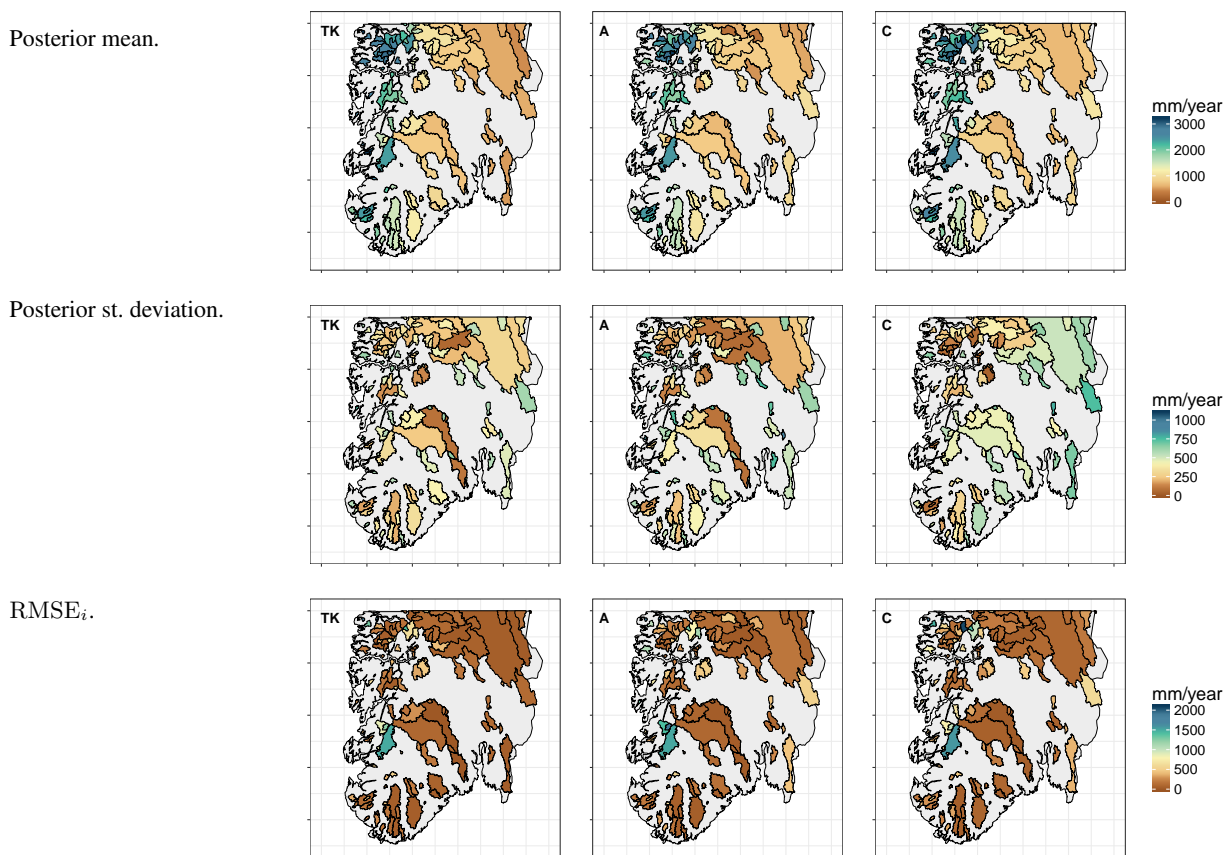 Posterior mean.
TK
A
C
mm/year
3000
2000
1000
0
Posterior st. deviation.
TK
A
C
mm/year
1000
750
500
250
0
RMSEi.
TK
A
C
mm/year
2000
1500
1000
500
0